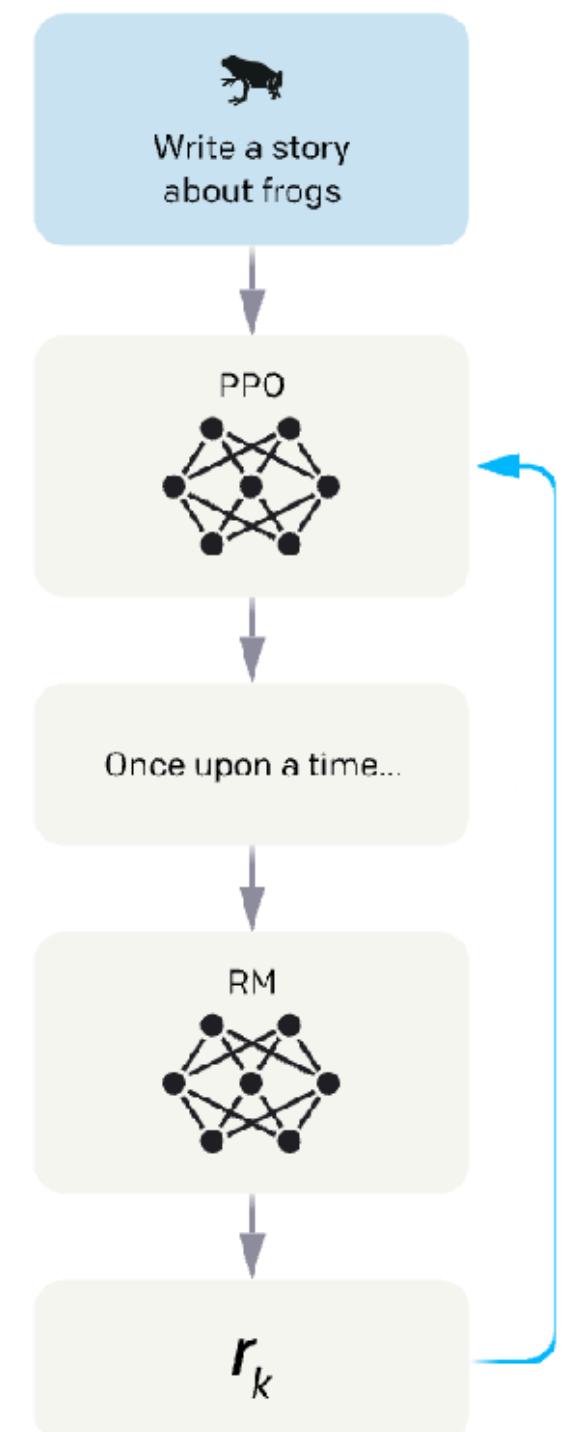 Write a story
about frogs
PPO
Once upon a time...
RM
r_k